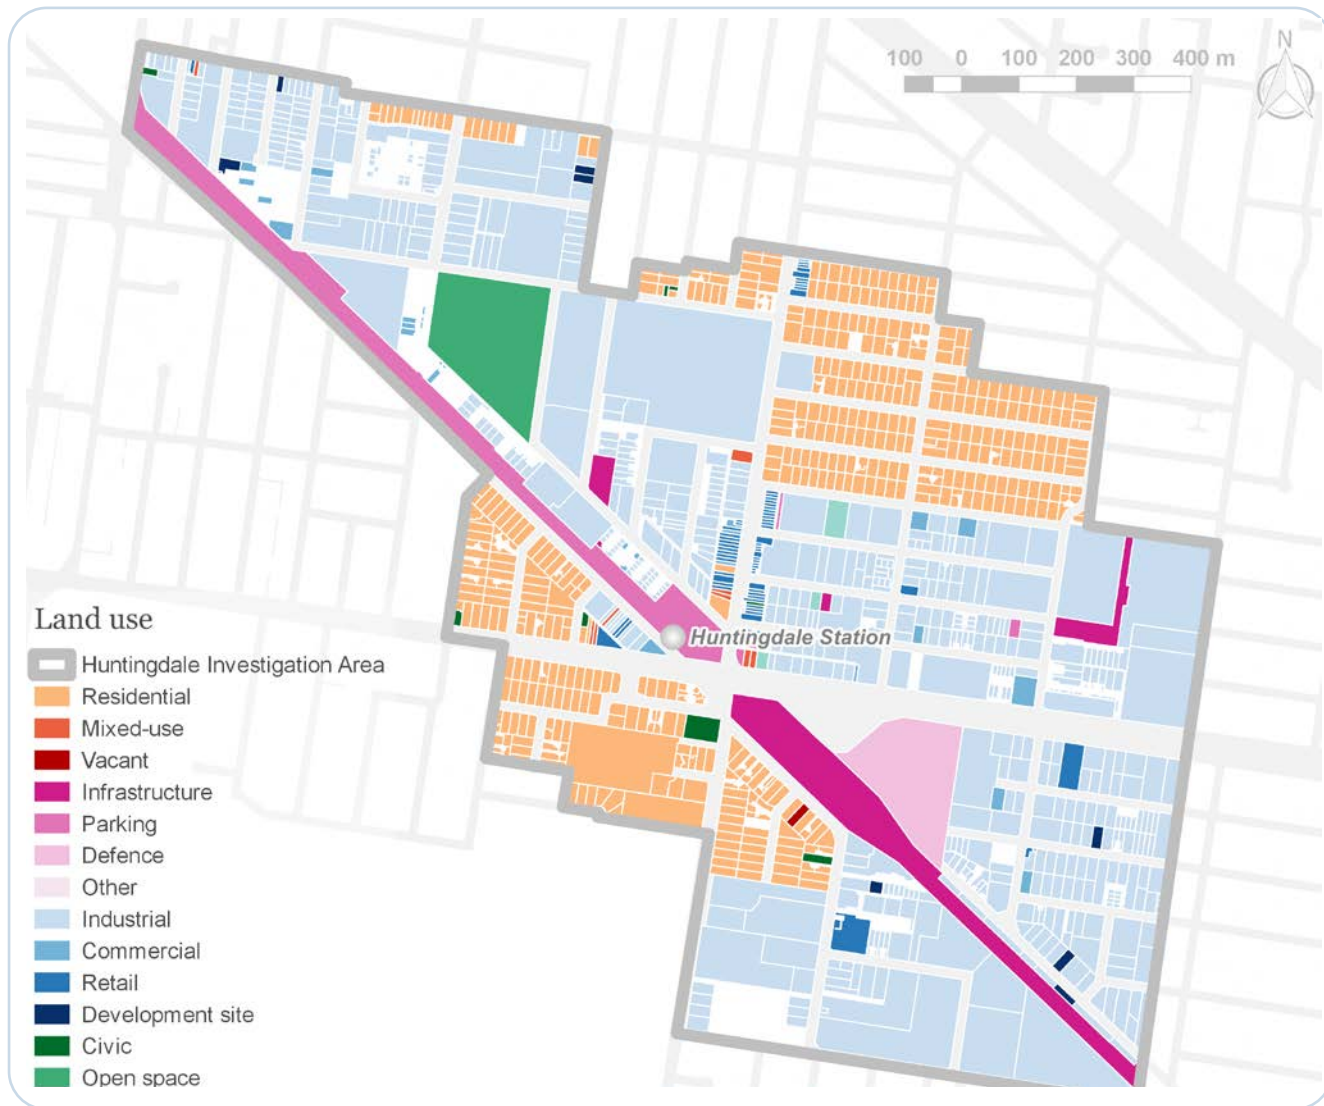 100 0 100 200 300 400 m
N
Huntingdale Station
Land use
Huntingdale Investigation Area
Residential
Mixed-use
Vacant
Infrastructure
Parking
Defence
Other
Industrial
Commercial
Retail
Development site
Civic
Open space